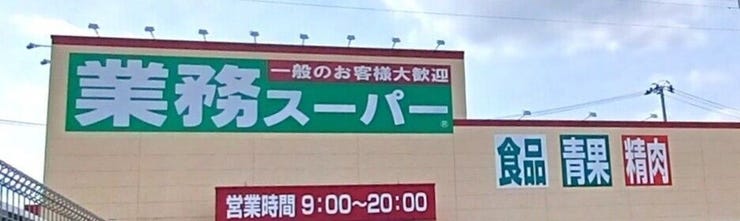 一般のお客様大歓迎
業務スーパー®
食品 青果 精肉
営業時間 9:00～20:00